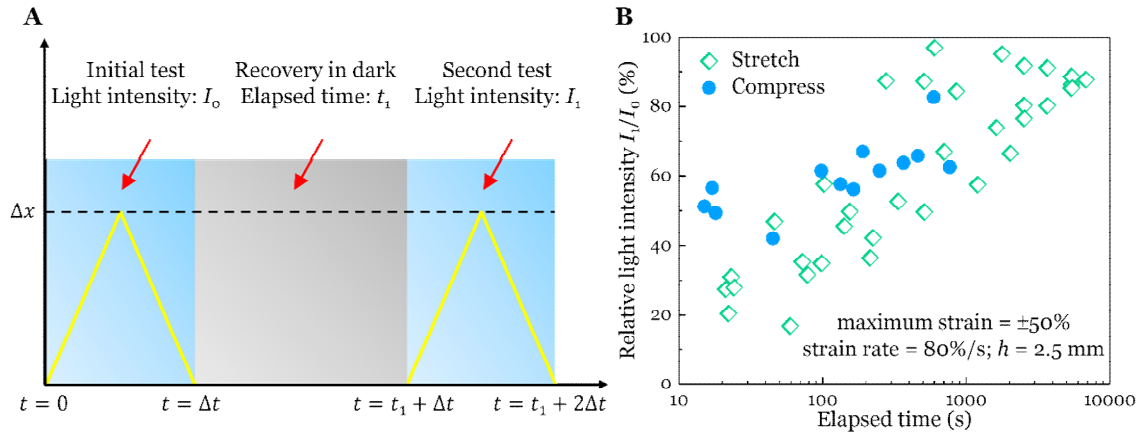 A
Initial test
Light intensity: I₀
Recovery in dark
Elapsed time: t₁
Second test
Light intensity: I₁
Δx
t = 0
t = Δt
t = t₁ + Δt
t = t₁ + 2Δt
B
Relative light intensity I₁/I₀ (%)
100
80
60
40
20
0
Stretch
Compress
maximum strain = ±50%
strain rate = 80%/s; h = 2.5 mm
10
100
1000
10000
Elapsed time (s)